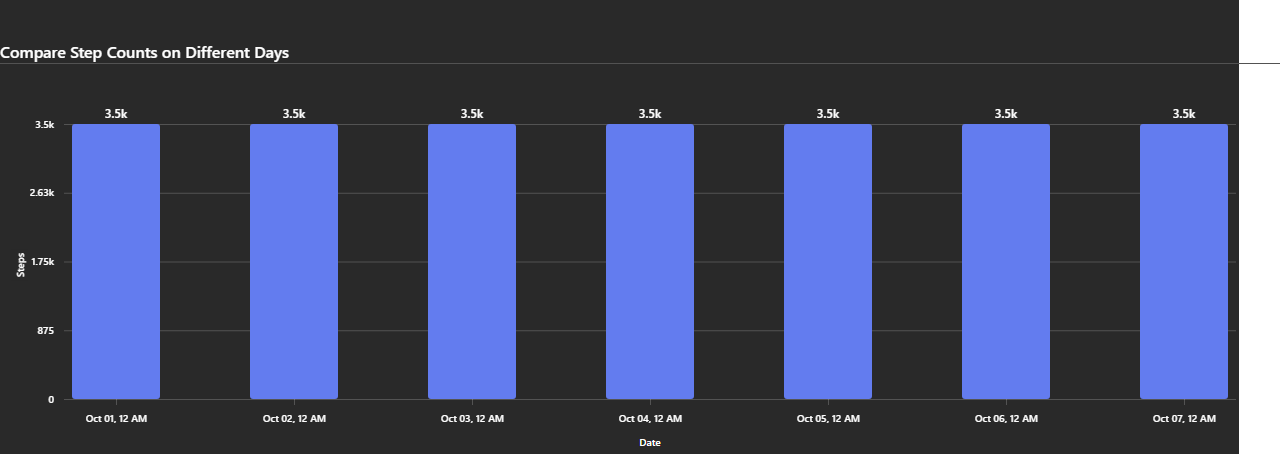 Compare Step Counts on Different Days
3.5k 3.5k 3.5k 3.5k 3.5k 3.5k 3.5k
3.5k
2.63k
1.75k
875
0
Steps
Oct 01, 12 AM Oct 02, 12 AM Oct 03, 12 AM Oct 04, 12 AM Oct 05, 12 AM Oct 06, 12 AM Oct 07, 12 AM
Date